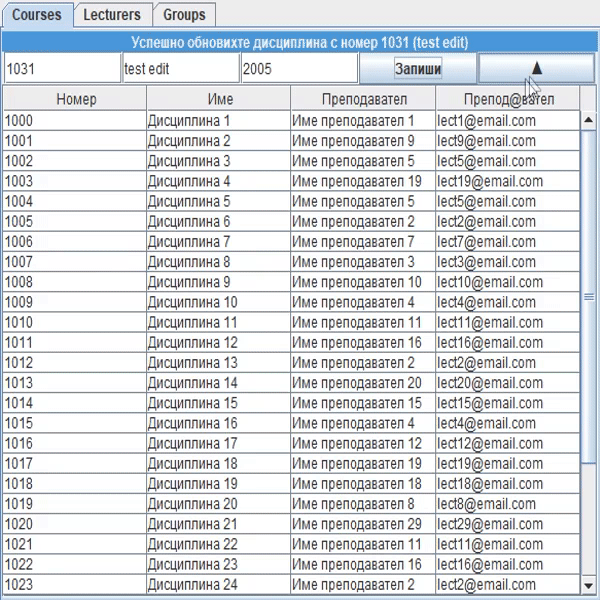 Courses Lecturers Groups
Успешно обновихте дисциплина с номер 1031 (test edit)
1031 test edit 2005 Запиши ▲
Номер Име Преподавател Препод@вател
1000 Дисциплина 1 Име преподавател 1 lect1@email.com
1001 Дисциплина 2 Име преподавател 9 lect9@email.com
1002 Дисциплина 3 Име преподавател 5 lect5@email.com
1003 Дисциплина 4 Име преподавател 19 lect19@email.com
1004 Дисциплина 5 Име преподавател 5 lect5@email.com
1005 Дисциплина 6 Име преподавател 2 lect2@email.com
1006 Дисциплина 7 Име преподавател 7 lect7@email.com
1007 Дисциплина 8 Име преподавател 3 lect3@email.com
1008 Дисциплина 9 Име преподавател 10 lect10@email.com
1009 Дисциплина 10 Име преподавател 4 lect4@email.com
1010 Дисциплина 11 Име преподавател 11 lect11@email.com
1011 Дисциплина 12 Име преподавател 16 lect16@email.com
1012 Дисциплина 13 Име преподавател 2 lect2@email.com
1013 Дисциплина 14 Име преподавател 20 lect20@email.com
1014 Дисциплина 15 Име преподавател 15 lect15@email.com
1015 Дисциплина 16 Име преподавател 4 lect4@email.com
1016 Дисциплина 17 Име преподавател 12 lect12@email.com
1017 Дисциплина 18 Име преподавател 19 lect19@email.com
1018 Дисциплина 19 Име преподавател 18 lect18@email.com
1019 Дисциплина 20 Име преподавател 8 lect8@email.com
1020 Дисциплина 21 Име преподавател 29 lect29@email.com
1021 Дисциплина 22 Име преподавател 11 lect11@email.com
1022 Дисциплина 23 Име преподавател 16 lect16@email.com
1023 Дисциплина 24 Име преподавател 2 lect2@email.com